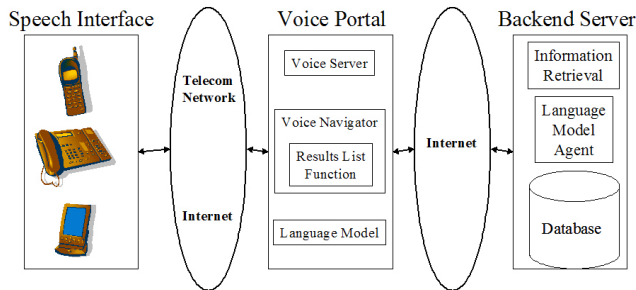 Speech Interface
Voice Portal
Backend Server
Telecom
Network
Internet
Voice Server
Voice Navigator
Results List
Function
Language Model
Internet
Information
Retrieval
Language
Model
Agent
Database